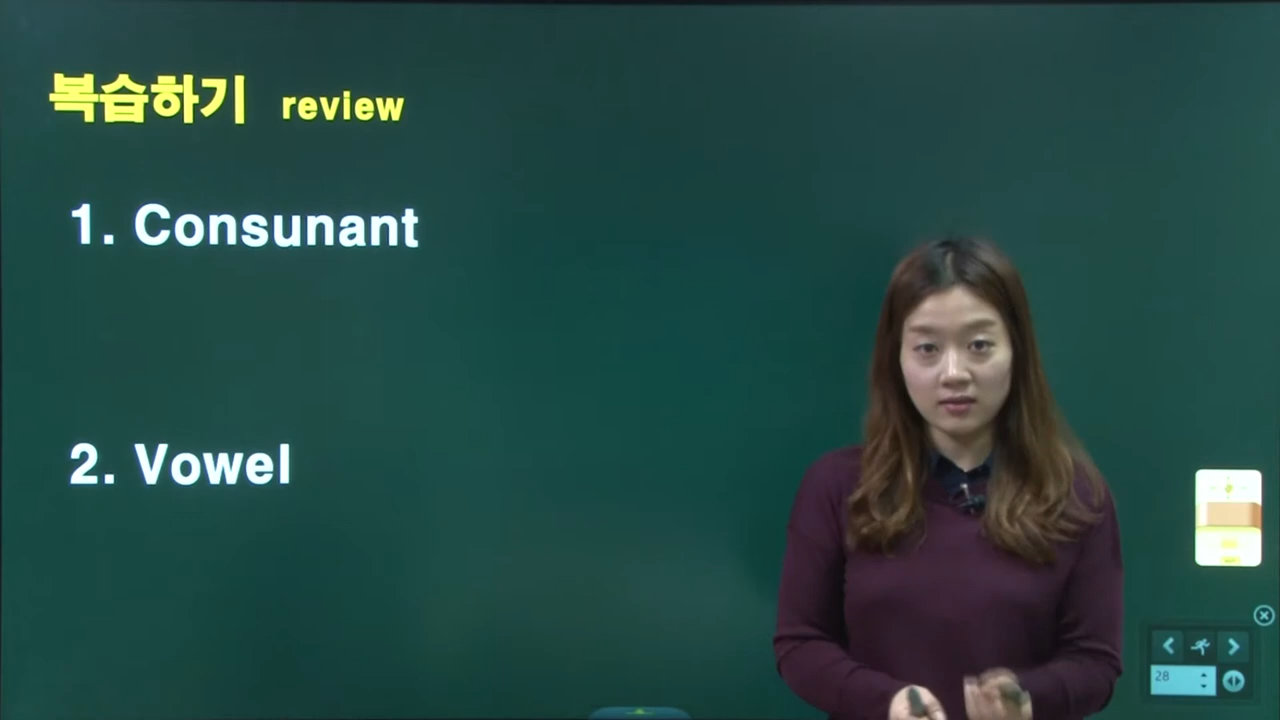 복습하기 review
1. Consunant
2. Vowel
28